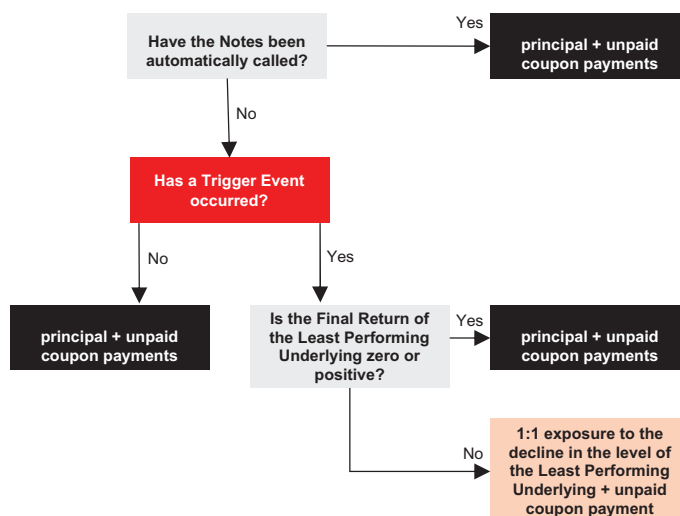 Have the Notes been
automatically called?
Yes
principal + unpaid
coupon payments
No
Has a Trigger Event
occurred?
No
Yes
principal + unpaid
coupon payments
Is the Final Return of
the Least Performing
Underlying zero or
positive?
Yes
principal + unpaid
coupon payments
No
1:1 exposure to the
decline in the level of
the Least Performing
Underlying + unpaid
coupon payment